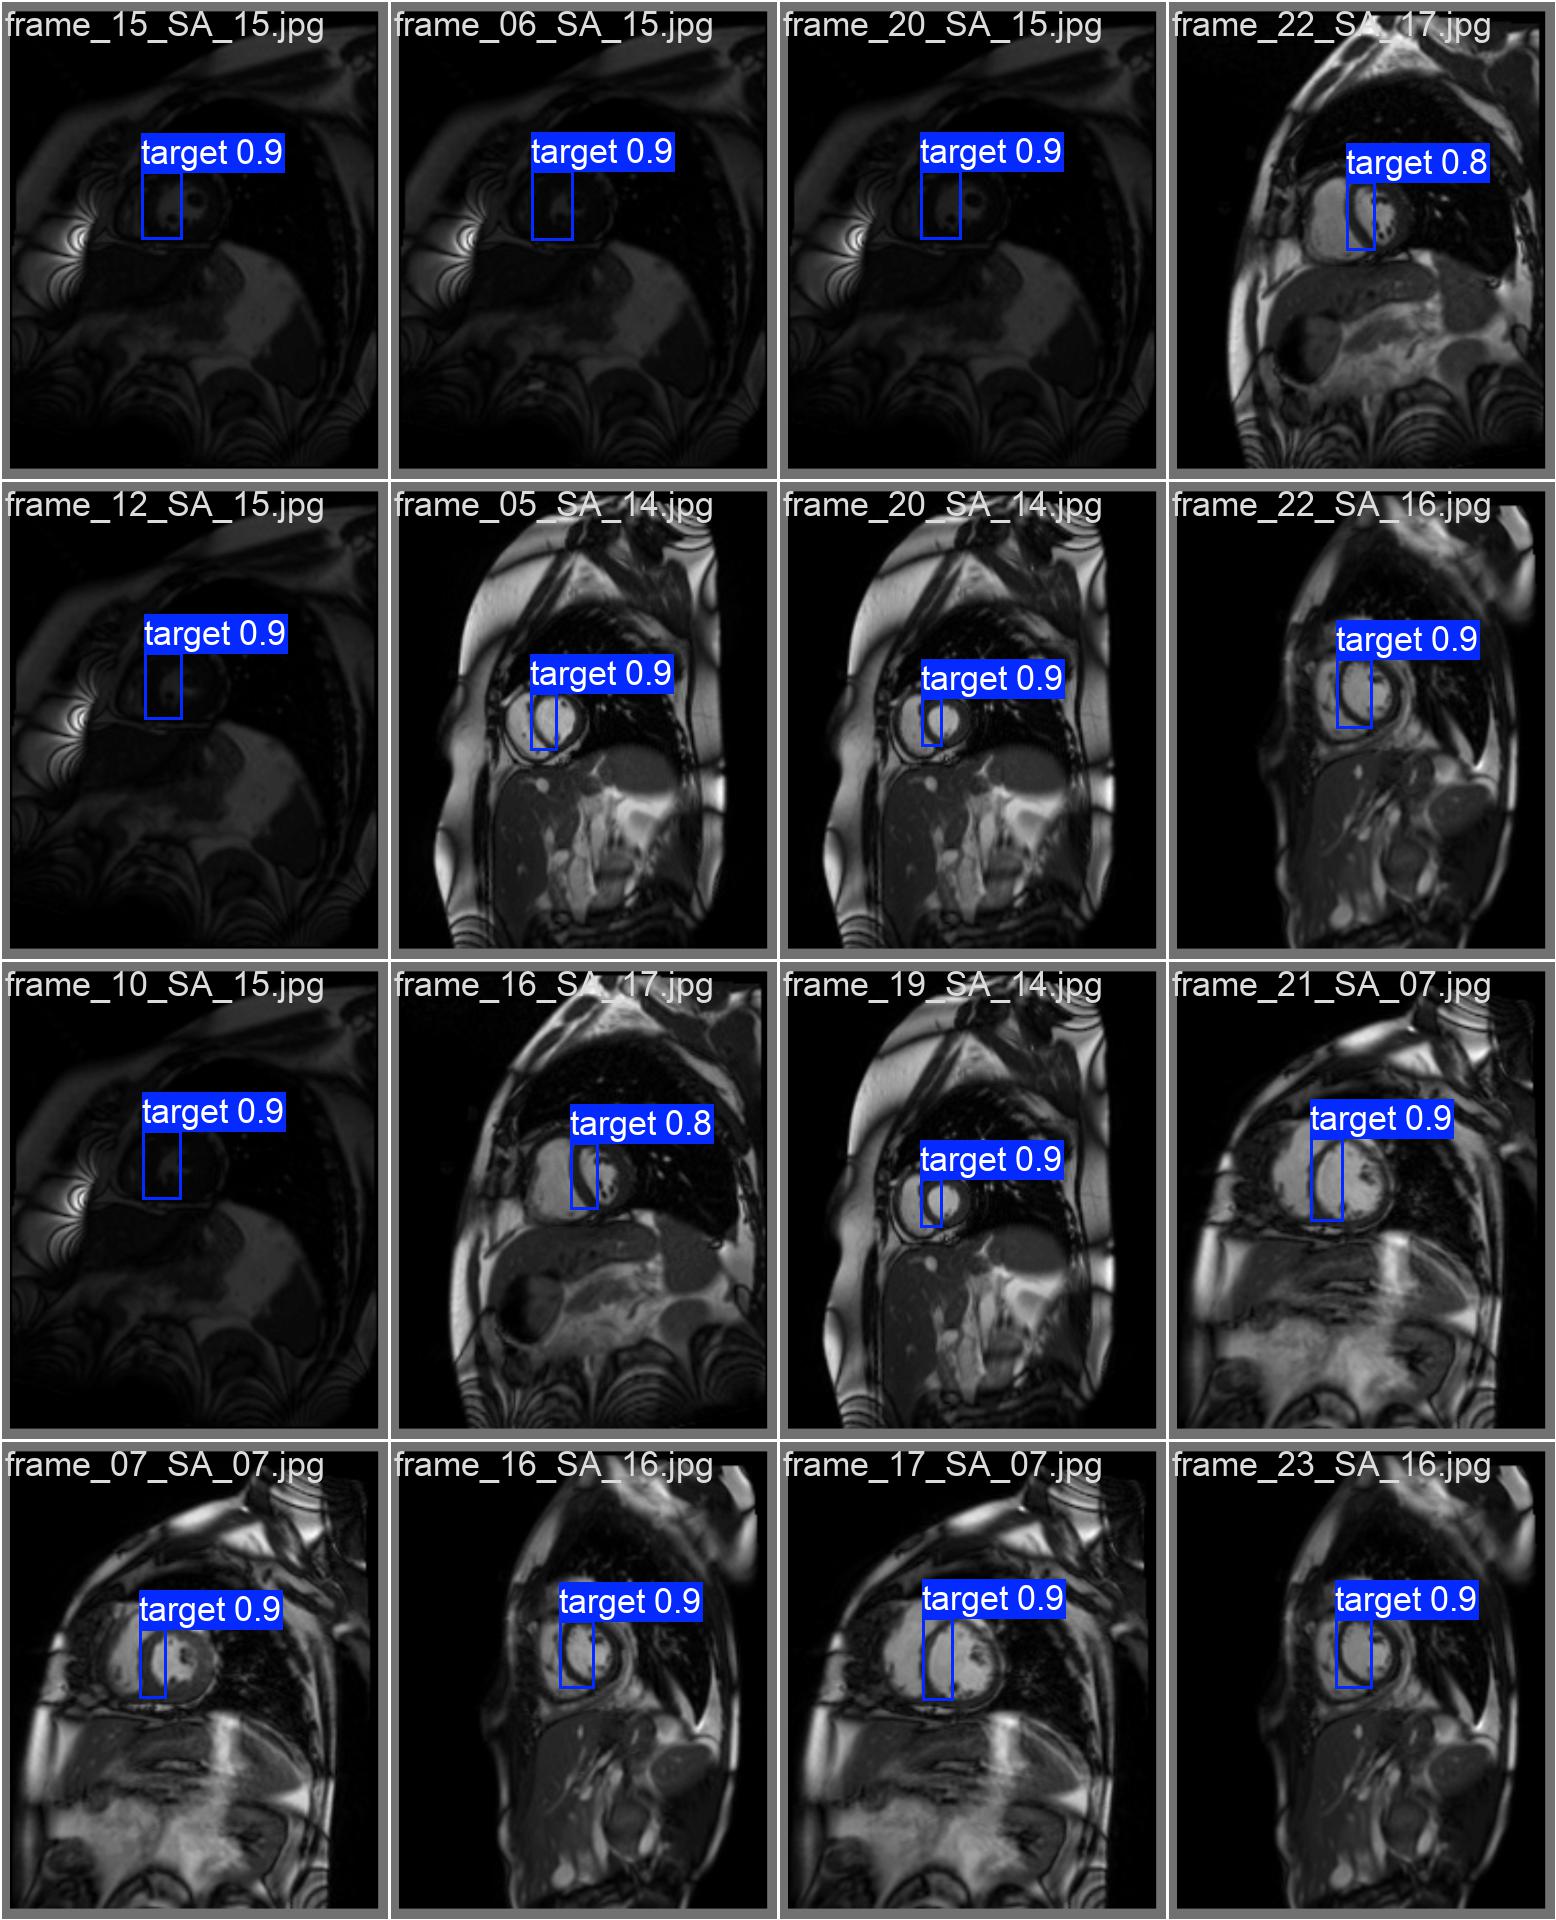 frame_15_SA_15.jpg
target 0.9
frame_06_SA_15.jpg
target 0.9
frame_20_SA_15.jpg
target 0.9
frame_22_SA_17.jpg
target 0.8
frame_12_SA_15.jpg
target 0.9
frame_05_SA_14.jpg
target 0.9
frame_20_SA_14.jpg
target 0.9
frame_22_SA_16.jpg
target 0.9
frame_10_SA_15.jpg
target 0.9
frame_16_SA_17.jpg
target 0.8
frame_19_SA_14.jpg
target 0.9
frame_21_SA_07.jpg
target 0.9
frame_07_SA_07.jpg
target 0.9
frame_16_SA_16.jpg
target 0.9
frame_17_SA_07.jpg
target 0.9
frame_23_SA_16.jpg
target 0.9